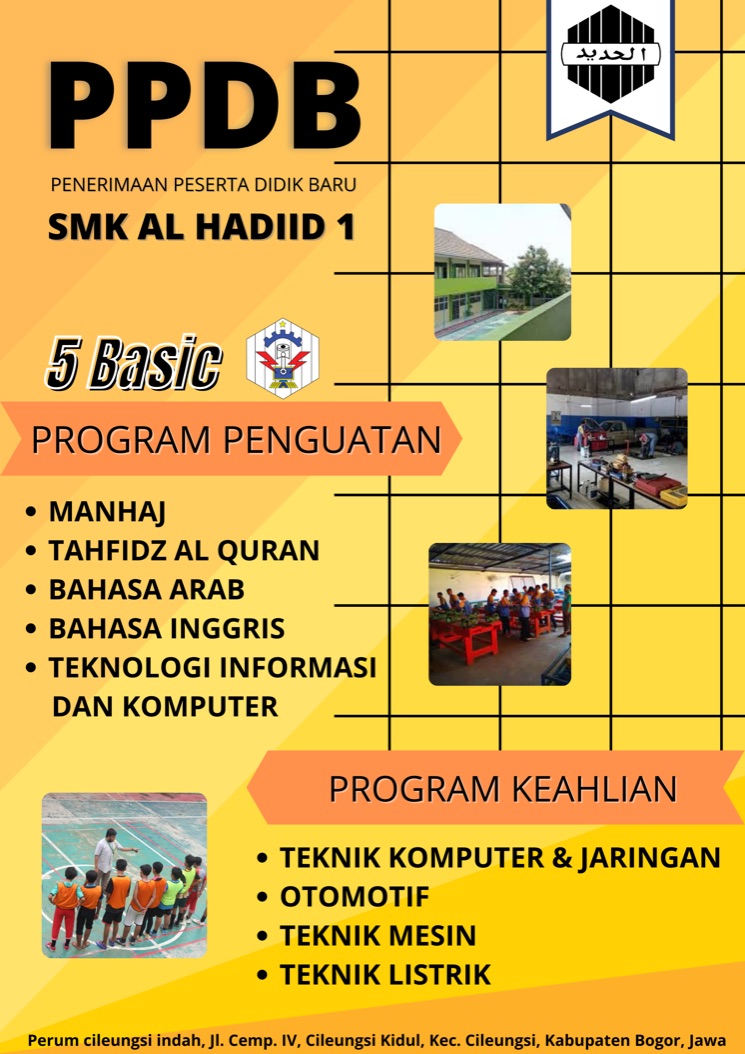 الحديد
PPDB
PENERIMAAN PESERTA DIDIK BARU
SMK AL HADIID 1
5 Basic
PROGRAM PENGUATAN
• MANHAJ
• TAHFIDZ AL QURAN
• BAHASA ARAB
• BAHASA INGGRIS
• TEKNOLOGI INFORMASI
DAN KOMPUTER
PROGRAM KEAHLIAN
• TEKNIK KOMPUTER & JARINGAN
• OTOMOTIF
• TEKNIK MESIN
• TEKNIK LISTRIK
Perum cileungsi indah, Jl. Cemp. IV, Cileungsi Kidul, Kec. Cileungsi, Kabupaten Bogor, Jawa